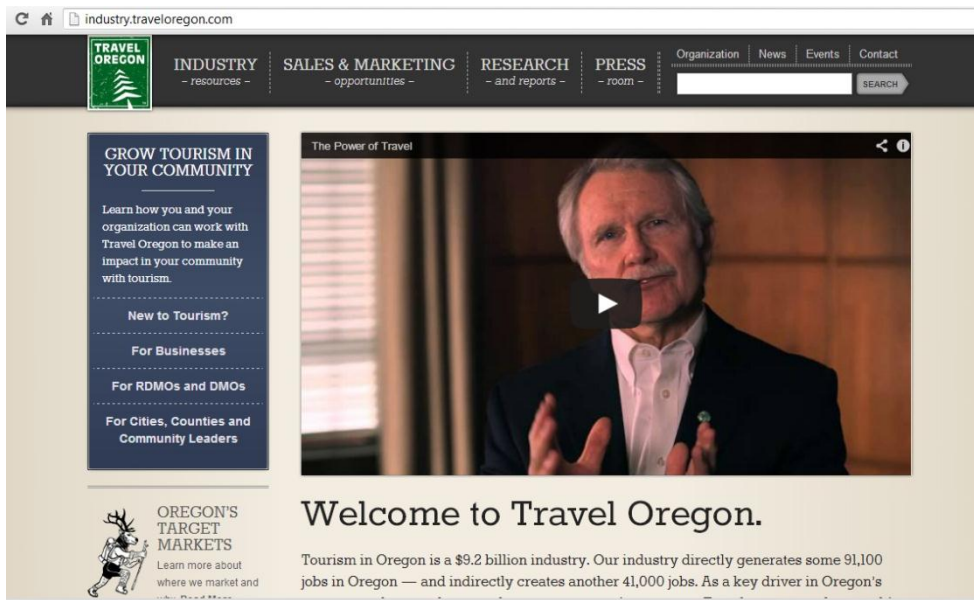 industry.traveloregon.com
TRAVEL
OREGON
INDUSTRY
– resources –
SALES & MARKETING
– opportunities –
RESEARCH
– and reports –
PRESS
– room –
Organization
News
Events
Contact
SEARCH
GROW TOURISM IN
YOUR COMMUNITY
Learn how you and your
organization can work with
Travel Oregon to make an
impact in your community
with tourism.
New to Tourism?
For Businesses
For RDMOs and DMOs
For Cities, Counties and
Community Leaders
OREGON'S
TARGET
MARKETS
Learn more about
where we market and
The Power of Travel
Welcome to Travel Oregon.
Tourism in Oregon is a $9.2 billion industry. Our industry directly generates some 91,100
jobs in Oregon — and indirectly creates another 41,000 jobs. As a key driver in Oregon's